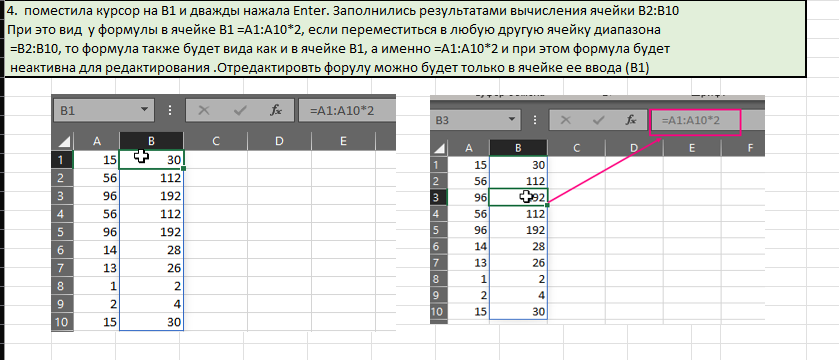 4.  поместила курсор на B1 и дважды нажала Enter. Заполнились результатами вычисления ячейки B2:B10
При это вид  у формулы в ячейке B1 =A1:A10*2, если переместиться в любую другую ячейку диапазона
=B2:B10, то формула также будет вида как и в ячейке B1, а именно =A1:A10*2 и при этом формула будет
неактивна для редактирования .Отредактировть форулу можно будет только в ячейке ее ввода (B1)
B1 fx =A1:A10*2
A B C D E
1 15 30
2 56 112
3 96 192
4 56 112
5 96 192
6 14 28
7 13 26
8 1 2
9 2 4
10 15 30
B3 fx =A1:A10*2
A B C D E F
1 15 30
2 56 112
3 96 92
4 56 112
5 96 192
6 14 28
7 13 26
8 1 2
9 2 4
10 15 30